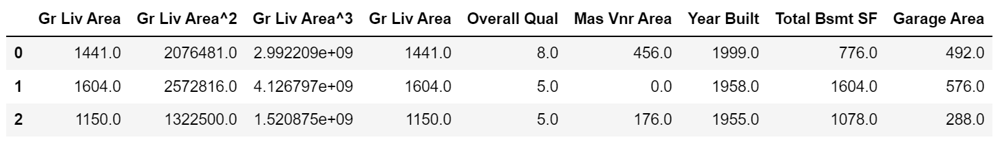 Gr Liv Area Gr Liv Area^2 Gr Liv Area^3 Gr Liv Area Overall Qual Mas Vnr Area Year Built Total Bsmt SF Garage Area
0 1441.0 2076481.0 2.992209e+09 1441.0 8.0 456.0 1999.0 776.0 492.0
1 1604.0 2572816.0 4.126797e+09 1604.0 5.0 0.0 1958.0 1604.0 576.0
2 1150.0 1322500.0 1.520875e+09 1150.0 5.0 176.0 1955.0 1078.0 288.0